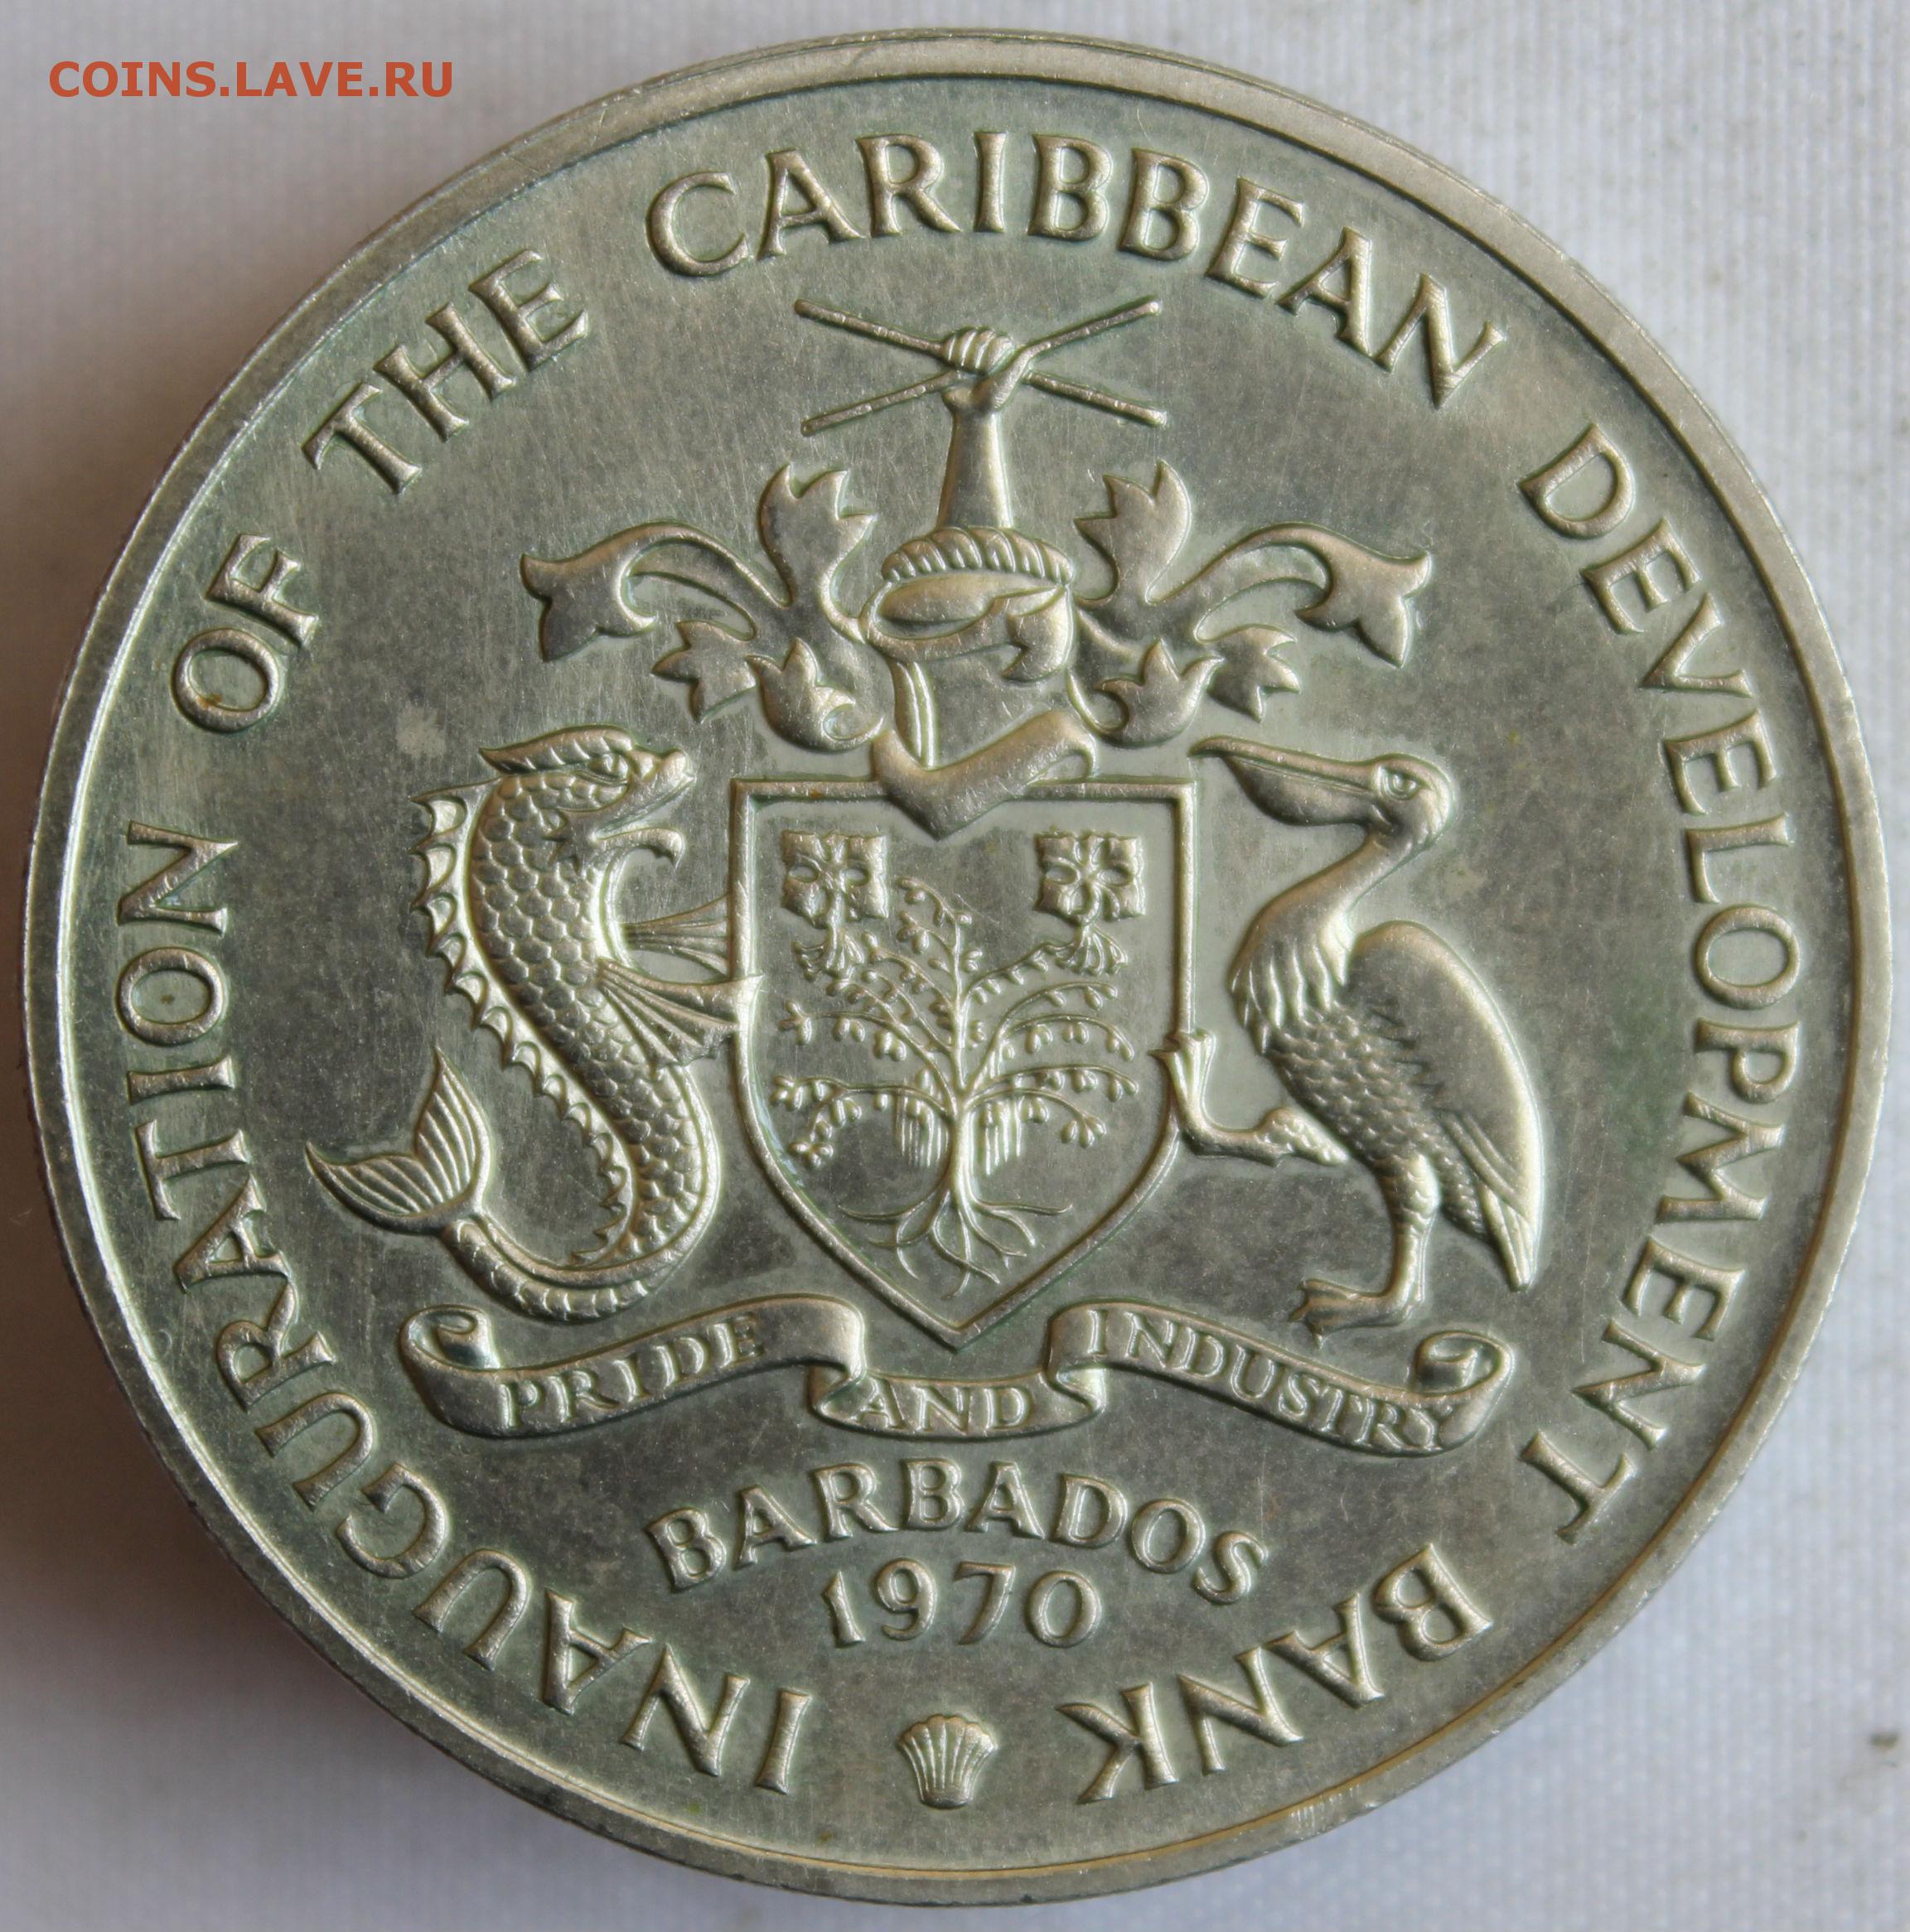 COINS.LAVE.RU
INAUGURATION OF THE CARIBBEAN DEVELOPMENT BANK
PRIDE AND INDUSTRY
BARBADOS
1970